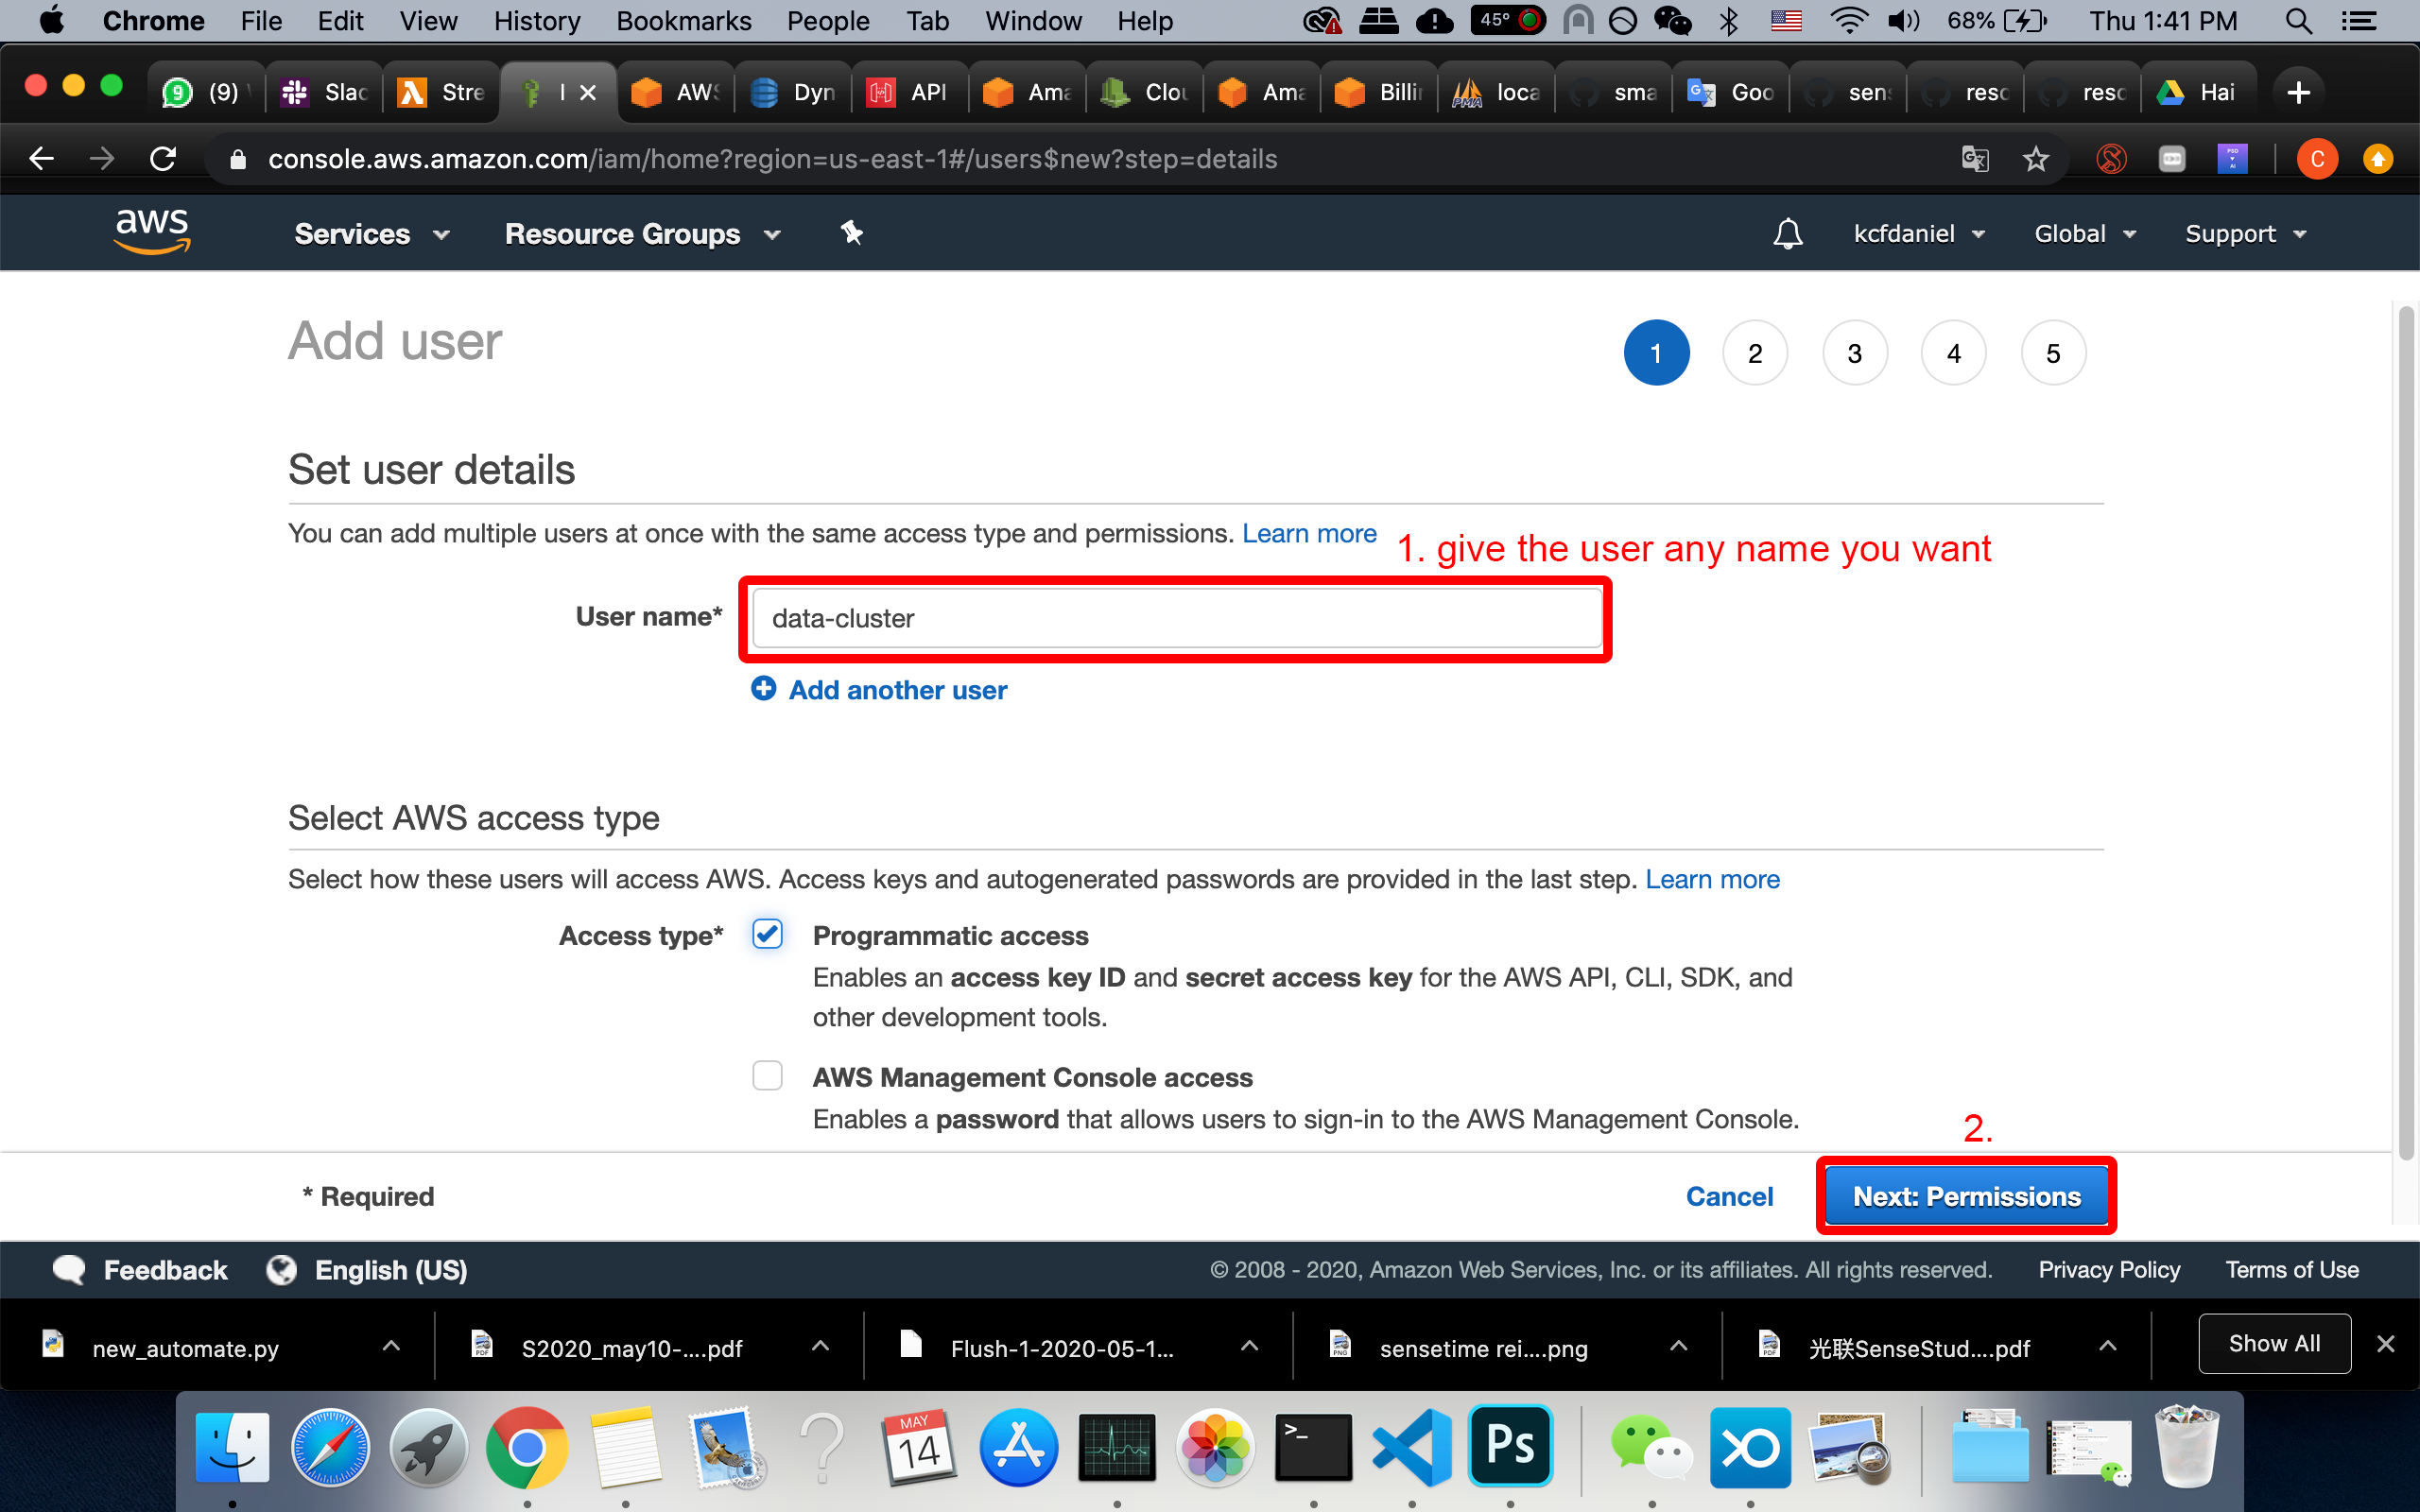 Chrome File Edit View History Bookmarks People Tab Window Help 45° 68% Thu 1:41 PM
(9) Slac Stre I AWS Dyn API Ama Clou Ama Billin loca sma Goo sens reso reso Hai
console.aws.amazon.com/iam/home?region=us-east-1#/users$new?step=details C
aws Services Resource Groups kcfdaniel Global Support
Add user 1 2 3 4 5
Set user details
You can add multiple users at once with the same access type and permissions. Learn more
1. give the user any name you want
User name* data-cluster
Add another user
Select AWS access type
Select how these users will access AWS. Access keys and autogenerated passwords are provided in the last step. Learn more
Access type* Programmatic access
Enables an access key ID and secret access key for the AWS API, CLI, SDK, and
other development tools.
AWS Management Console access
Enables a password that allows users to sign-in to the AWS Management Console.
2.
* Required Cancel Next: Permissions
Feedback English (US) © 2008 - 2020, Amazon Web Services, Inc. or its affiliates. All rights reserved. Privacy Policy Terms of Use
new_automate.py S2020_may10-....pdf Flush-1-2020-05-1... sensetime rei....png 光联SenseStud....pdf Show All
MAY
14
Ps